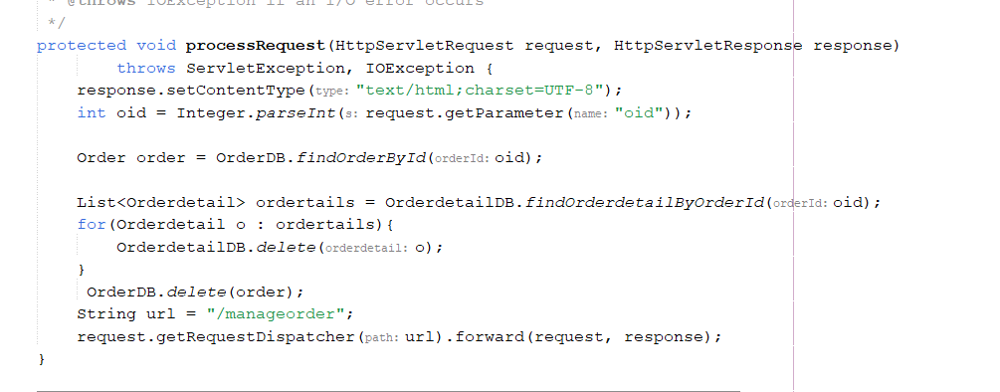 * @throws IOException if an I/O error occurs
*/
protected void processRequest(HttpServletRequest request, HttpServletResponse response)
throws ServletException, IOException {
response.setContentType(type: "text/html;charset=UTF-8");
int oid = Integer.parseInt(s: request.getParameter(name: "oid"));
Order order = OrderDB.findOrderById(orderId: oid);
List<Orderdetail> ordertails = OrderdetailDB.findOrderdetailByOrderId(orderId: oid);
for(Orderdetail o : ordertails){
OrderdetailDB.delete(orderdetail: o);
}
OrderDB.delete(order);
String url = "/manageorder";
request.getRequestDispatcher(path: url).forward(request, response);
}